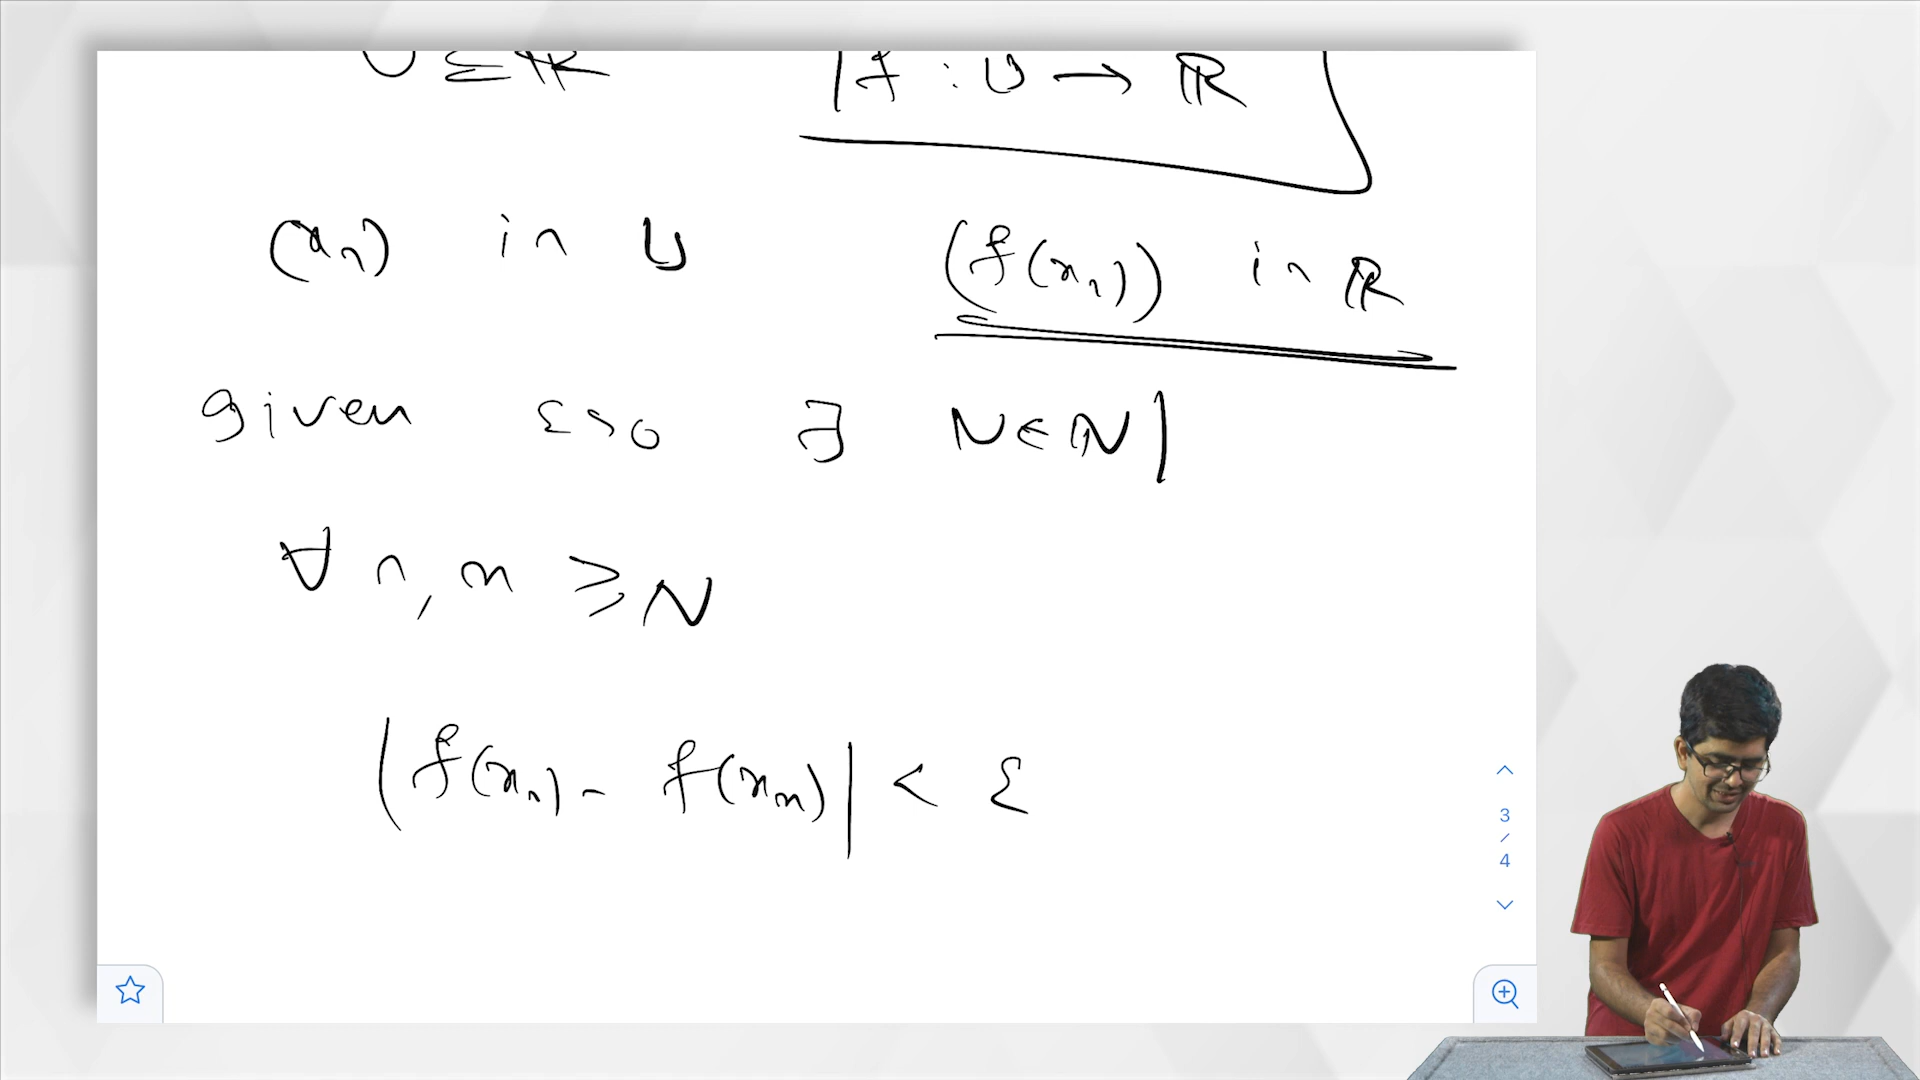 U ⊆ ℝ f : U → ℝ
(xₙ) in U (f(xₙ)) in ℝ
given ε > 0 ∃ N ∈ ℕ |
∀ n, m ≥ N
|f(xₙ) - f(xₘ)| < ε
3
/
4